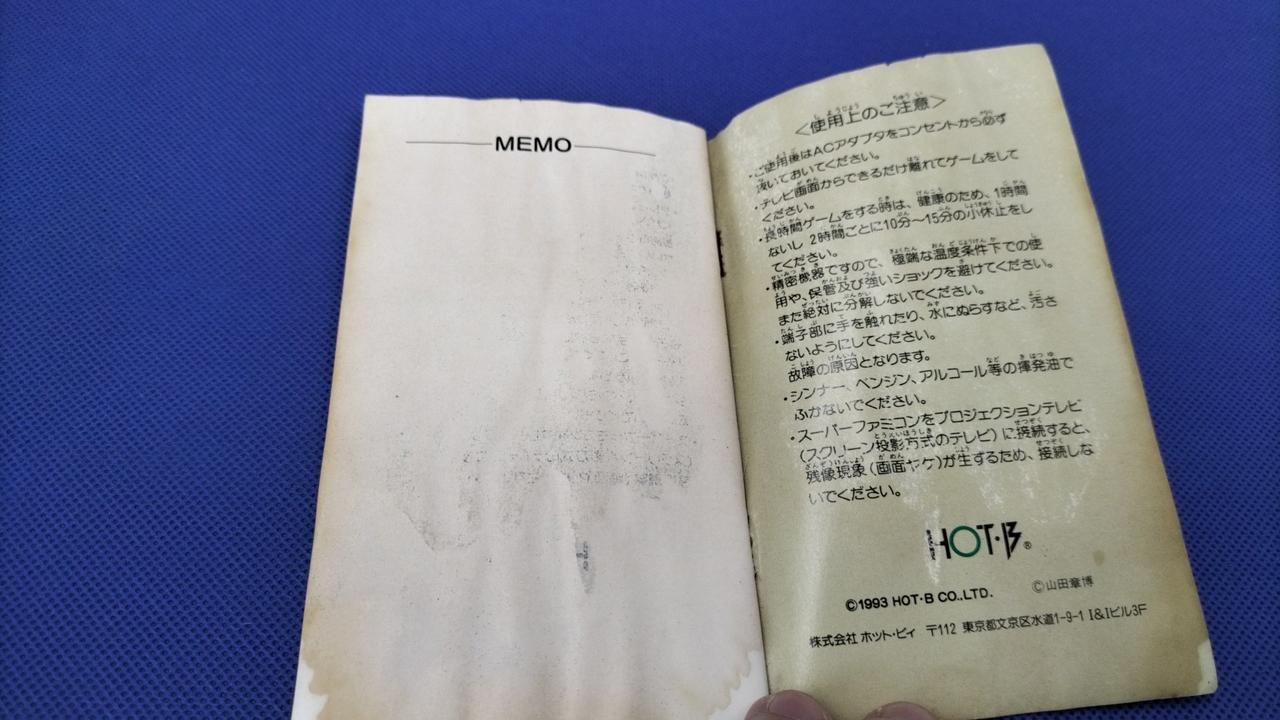 MEMO
<使用上のご注意>
・ご使用後はACアダプタをコンセントから必ず
抜いておいてください。
・テレビ画面からできるだけ離れてゲームをして
ください。
・長時間ゲームをする時は、健康のため、1時間
ないし 2時間ごとに10分～15分の小休止をし
てください。
・精密機器ですので、極端な温度条件下での使
用や、保管及び強いショックを避けてください。
また絶対に分解しないでください。
・端子部に手を触れたり、水にぬらすなど、汚さ
ないようにしてください。
故障の原因となります。
・シンナー、ベンジン、アルコール等の揮発油で
ふかないでください。
・スーパーファミコンをプロジェクションテレビ
(スクリーン投影方式のテレビ)に接続すると、
残像現象(画面ヤケ)が生ずるため、接続しな
いでください。
HOT・B®
©1993 HOT・B CO.,LTD. ©山田章博
株式会社 ホット・ビィ 〒112 東京都文京区水道1-9-1 I&Iビル3F